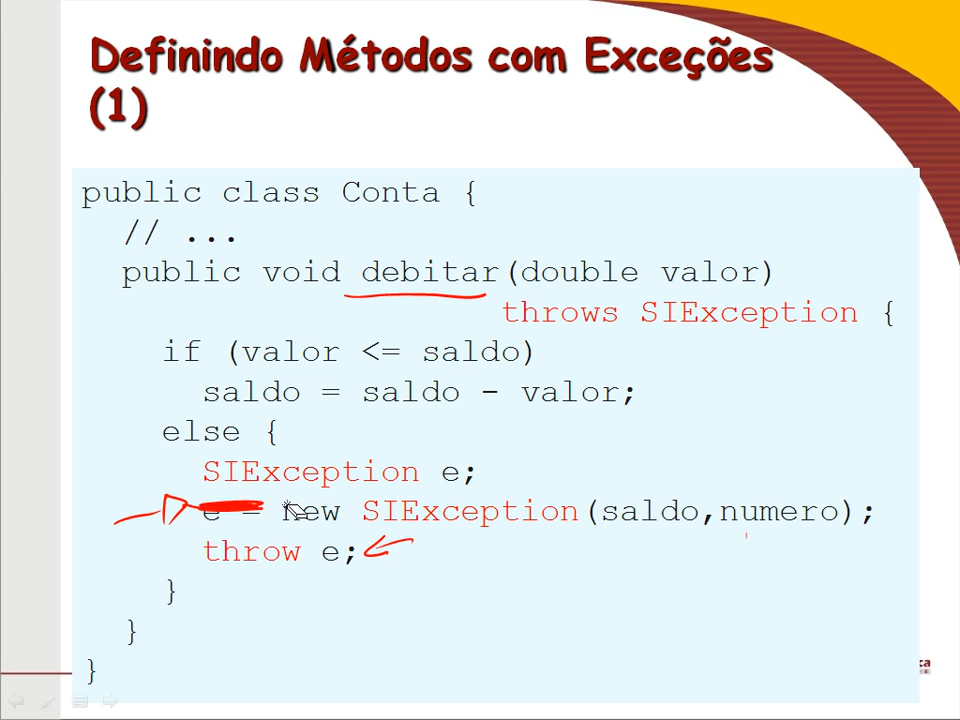 Definindo Métodos com Exceções
(1)
public class Conta {
// ...
public void debitar(double valor)
throws SIException {
if (valor <= saldo)
saldo = saldo - valor;
else {
SIException e;
e = new SIException(saldo,numero);
throw e;
}
}
}